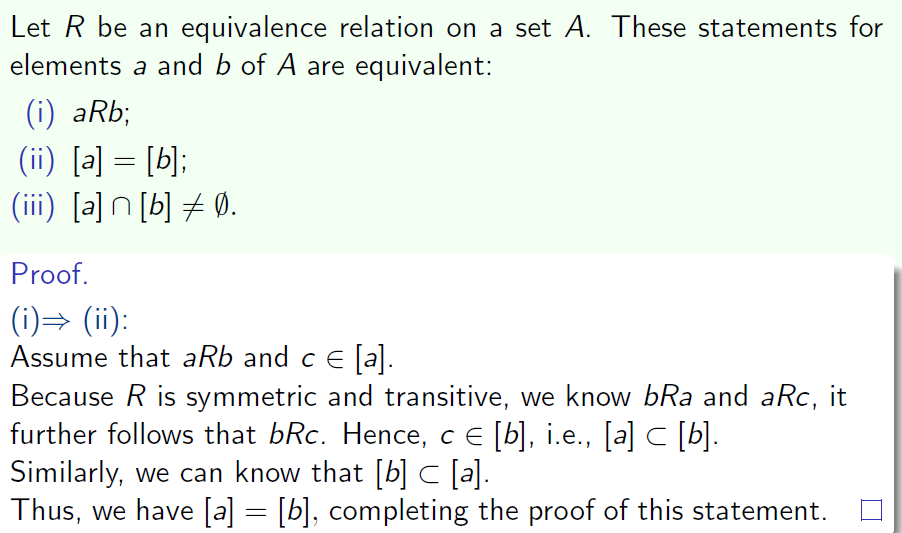 Let R be an equivalence relation on a set A. These statements for
elements a and b of A are equivalent:
(i) aRb;
(ii) [a] = [b];
(iii) [a] ∩ [b] ≠ ∅.
Proof.
(i)⇒ (ii):
Assume that aRb and c ∈ [a].
Because R is symmetric and transitive, we know bRa and aRc, it
further follows that bRc. Hence, c ∈ [b], i.e., [a] ⊂ [b].
Similarly, we can know that [b] ⊂ [a].
Thus, we have [a] = [b], completing the proof of this statement. □